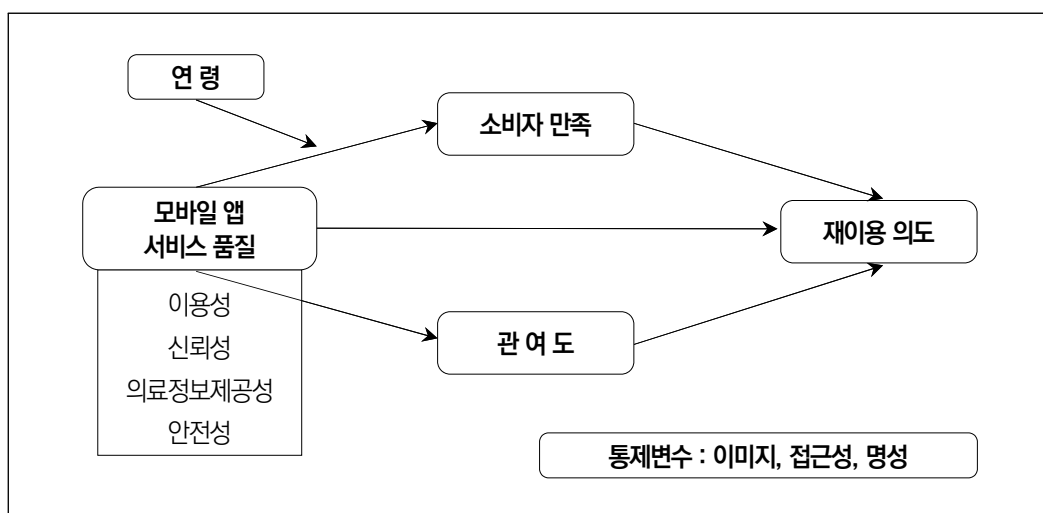 연 령
소비자 만족
모바일 앱
서비스 품질
재이용 의도
이용성
신뢰성
의료정보제공성
안전성
관 여 도
통제변수 : 이미지, 접근성, 명성